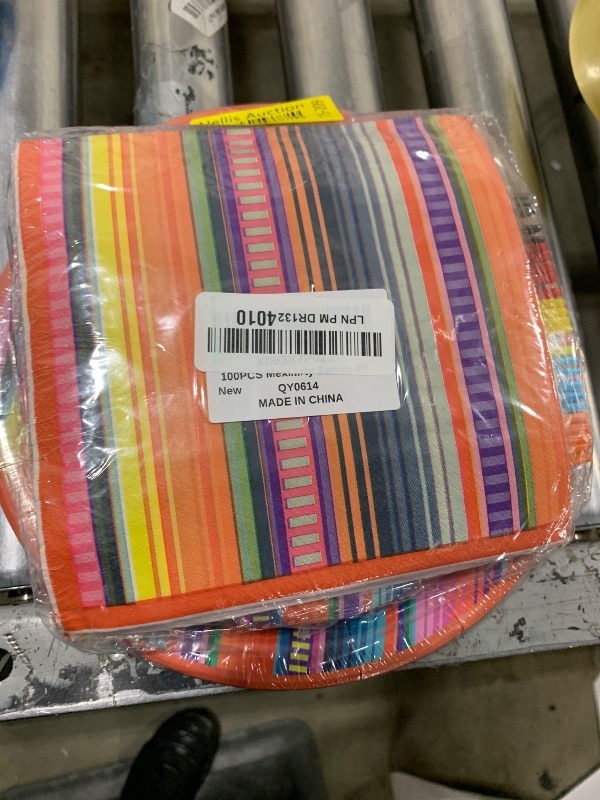 Nellis Auction
LPN PM DR1324010
100PCS
New QY0614
MADE IN CHINA